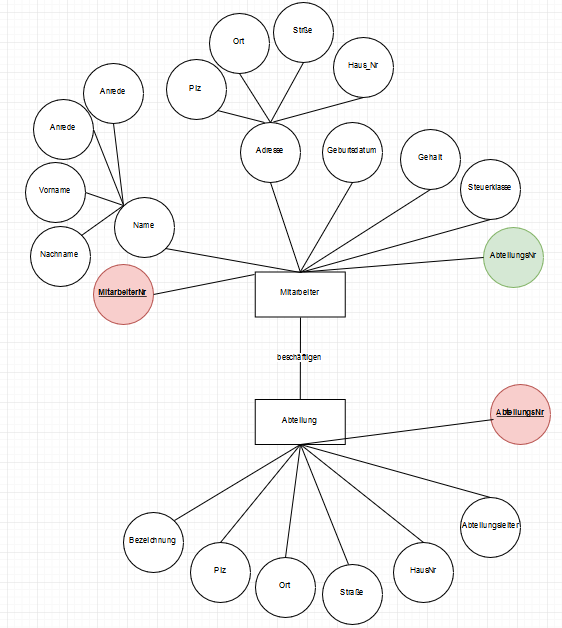 Strße
Ort
Haus_Nr
Plz
Anrede
Anrede
Adresse
Geburtsdatum
Gehalt
Steuerklasse
Vorname
Name
Nachname
AbteilungsNr
MitarbeiterNr
Mitarbeiter
beschäftigen
AbteilungsNr
Abteilung
Abteilungsleiter
Bezeichnung
Plz
Ort
Straße
HausNr